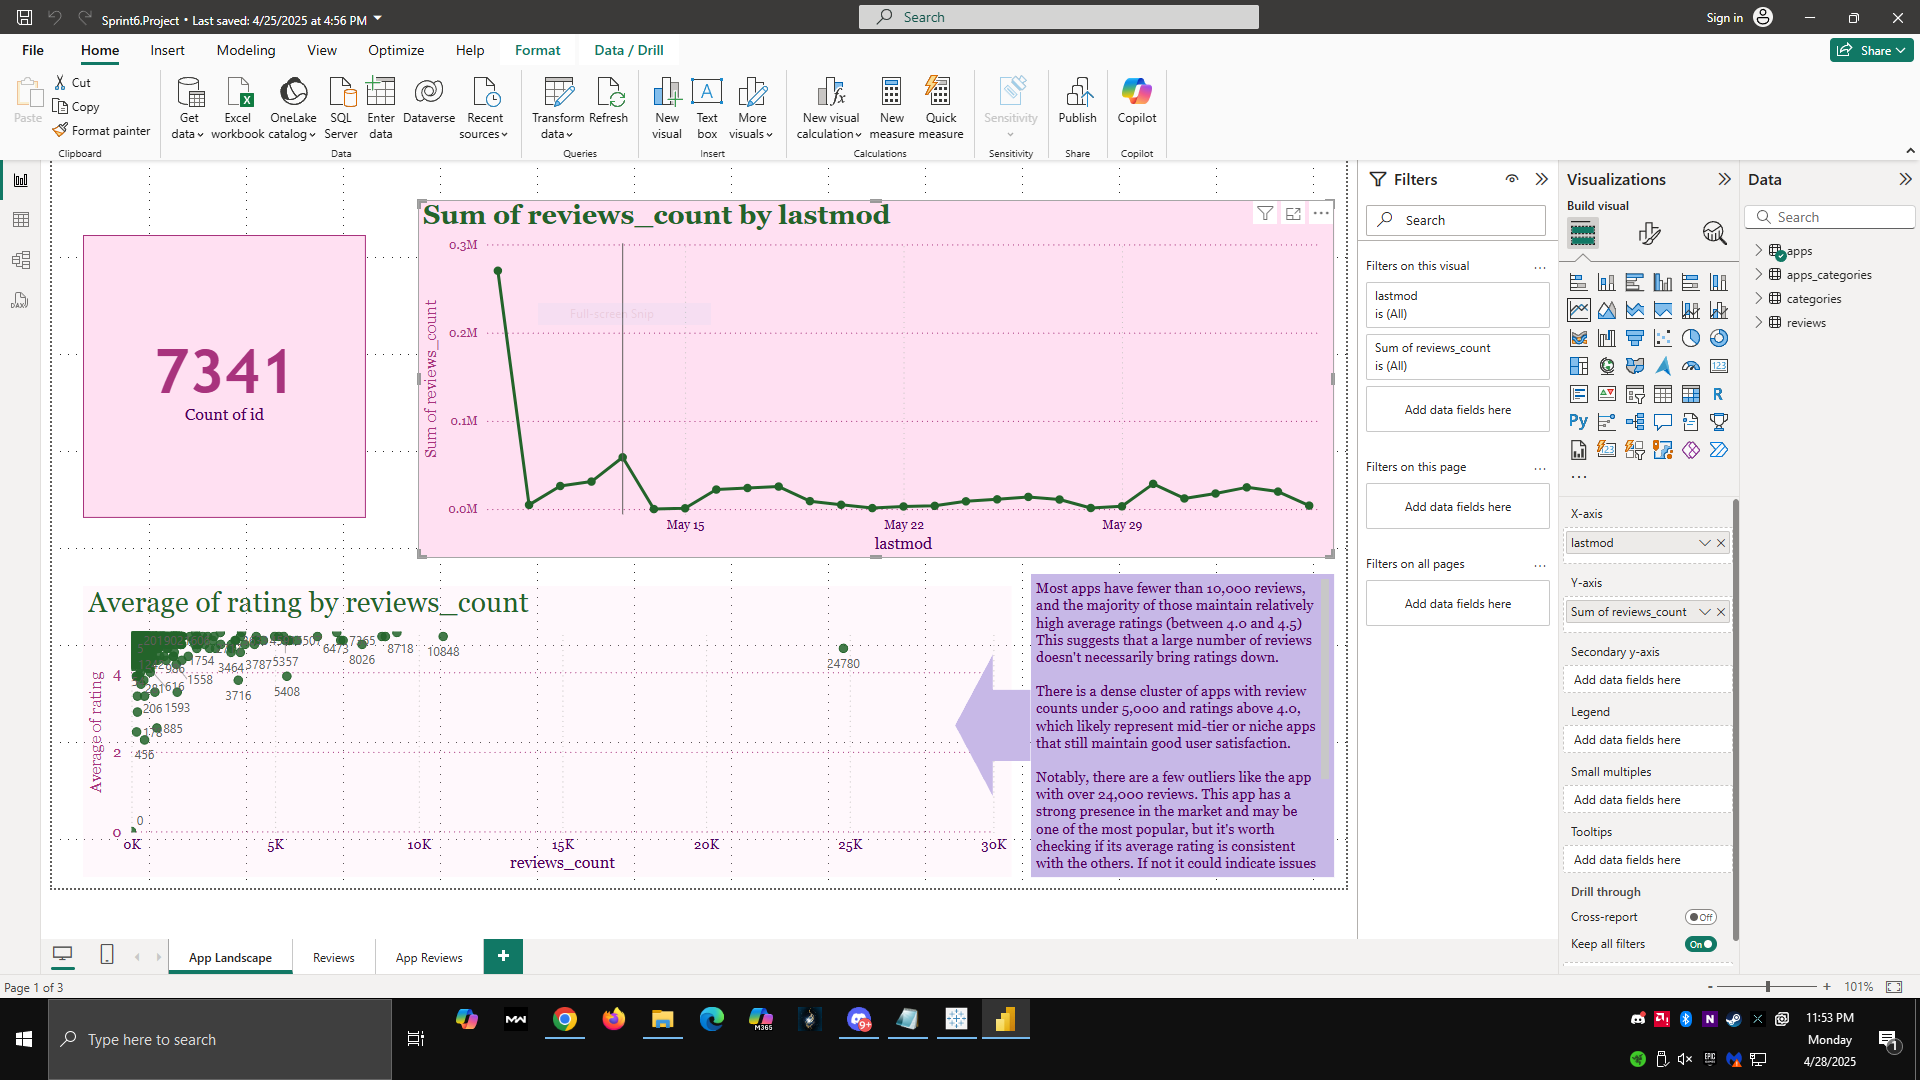 Sprint6.Project • Last saved: 4/25/2025 at 4:56 PM
Search
Sign in
File
Home
Insert
Modeling
View
Optimize
Help
Format
Data / Drill
Share
Paste
Cut
Copy
Format painter
Clipboard
Get data
Excel workbook
OneLake catalog
SQL Server
Enter data
Dataverse
Recent sources
Data
Transform data
Refresh
Queries
New visual
Text box
More visuals
Insert
New visual calculation
New measure
Quick measure
Calculations
Sensitivity
Sensitivity
Publish
Share
Copilot
Copilot
7341
Count of id
Sum of reviews_count by lastmod
0.3M
0.2M
0.1M
0.0M
Sum of reviews_count
Full-screen Snip
May 15
May 22
May 29
lastmod
Average of rating by reviews_count
Average of rating
4
2
0
1754
1558
616
206
1593
885
456
0
3464
3787
5357
3716
5408
6473
7365
8026
8718
10848
24780
0K
5K
10K
15K
20K
25K
30K
reviews_count
Most apps have fewer than 10,000 reviews,
and the majority of those maintain relatively
high average ratings (between 4.0 and 4.5)
This suggests that a large number of reviews
doesn't necessarily bring ratings down.
There is a dense cluster of apps with review
counts under 5,000 and ratings above 4.0,
which likely represent mid-tier or niche apps
that still maintain good user satisfaction.
Notably, there are a few outliers like the app
with over 24,000 reviews. This app has a
strong presence in the market and may be
one of the most popular, but it's worth
checking if its average rating is consistent
with the others. If not it could indicate issues
Filters
Search
Filters on this visual
lastmod
is (All)
Sum of reviews_count
is (All)
Add data fields here
Filters on this page
Add data fields here
Filters on all pages
Add data fields here
Visualizations
Build visual
123
R
Py
X-axis
lastmod
Y-axis
Sum of reviews_count
Secondary y-axis
Add data fields here
Legend
Add data fields here
Small multiples
Add data fields here
Tooltips
Add data fields here
Drill through
Cross-report
Off
Keep all filters
On
Data
Search
apps
apps_categories
categories
reviews
App Landscape
Reviews
App Reviews
Page 1 of 3
101%
Type here to search
M365
9+
11:53 PM
Monday
4/28/2025
1